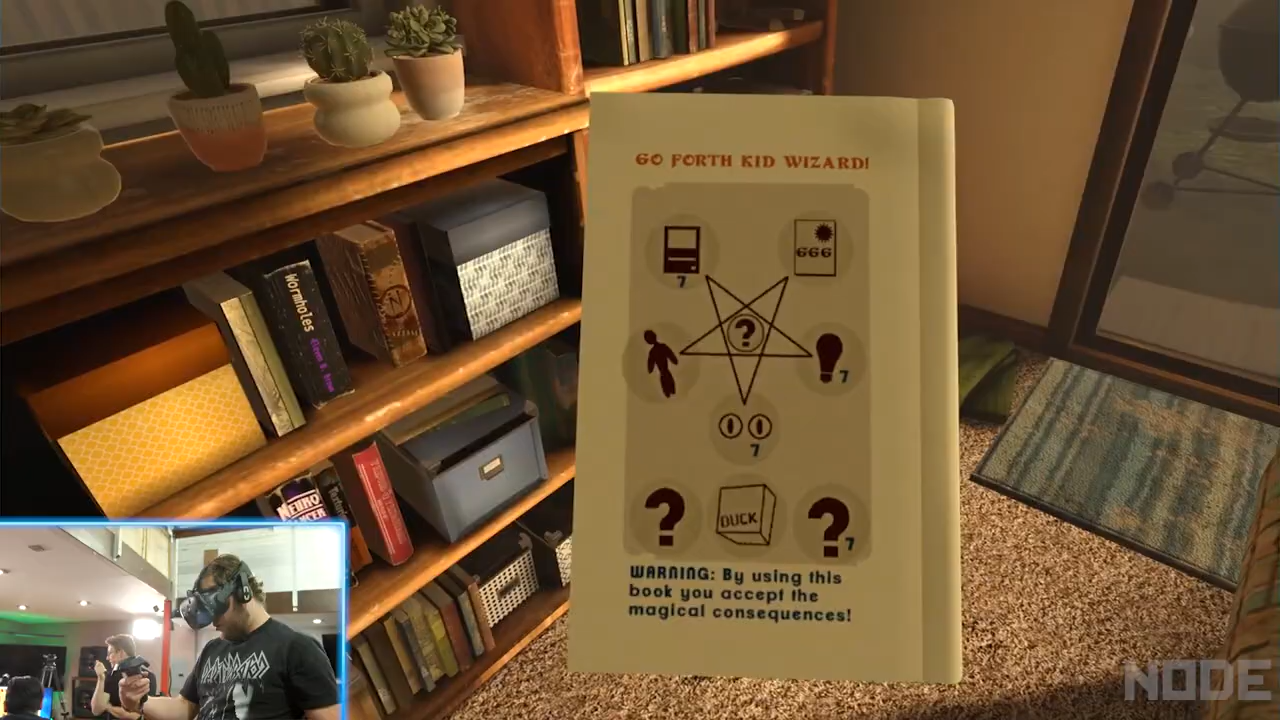 GO FORTH KID WIZARD!
7
666
?
7
7
?
DUCK
?
7
WARNING: By using this
book you accept the
magical consequences!
Wormholes
N
NEURO
NODE